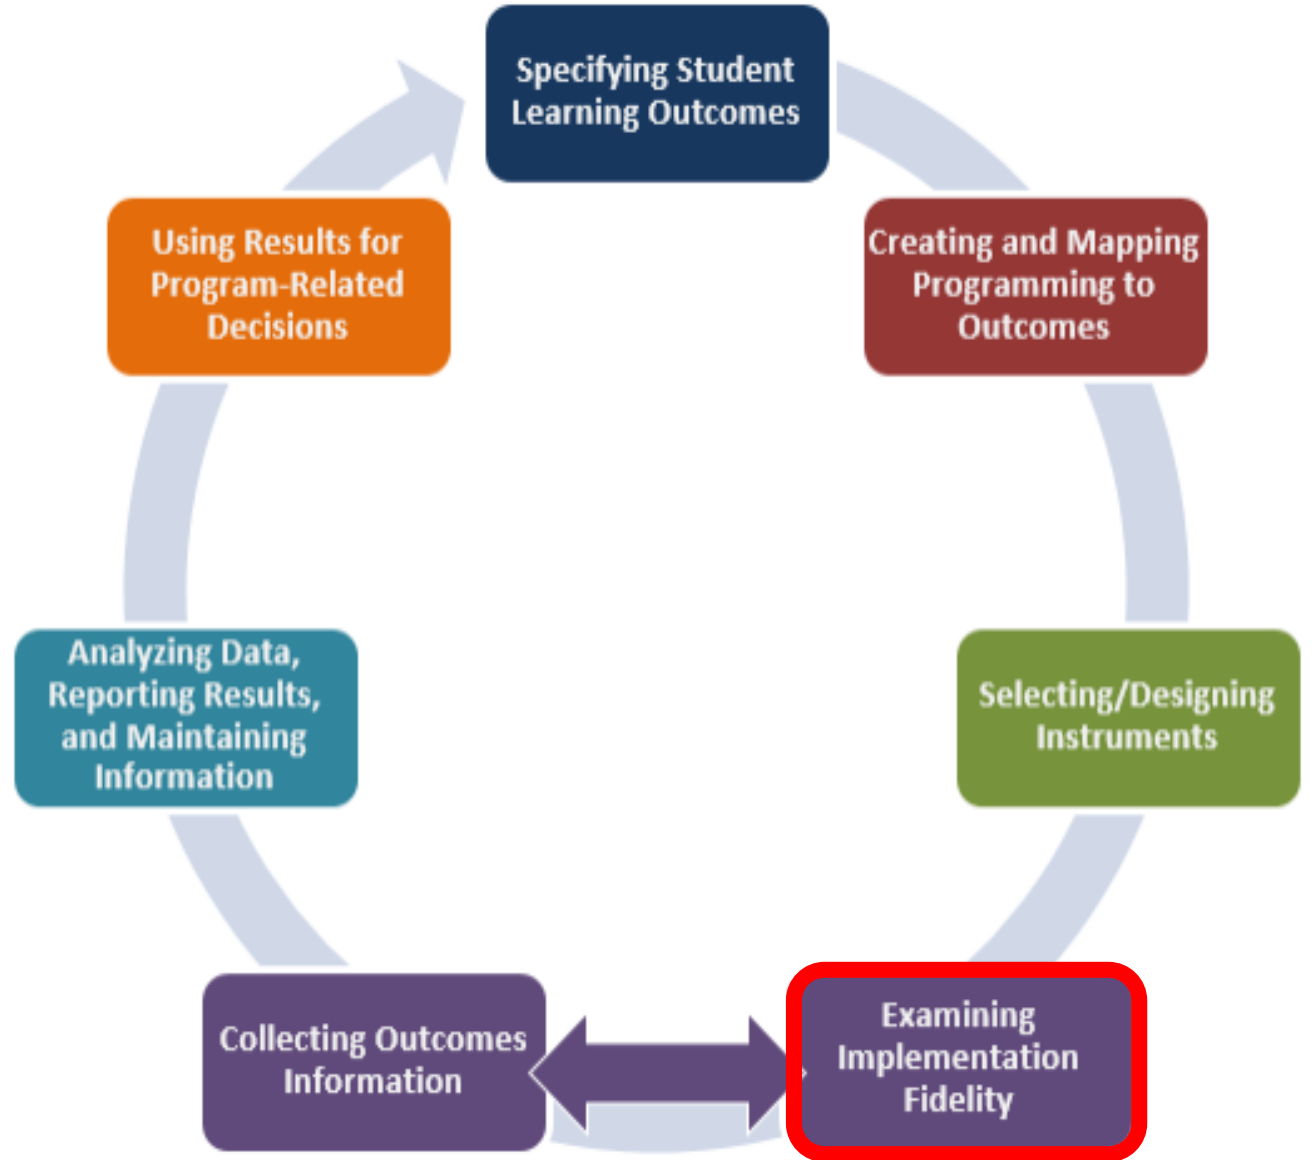 Specifying Student
Learning Outcomes
Creating and Mapping
Programming to
Outcomes
Selecting/Designing
Instruments
Examining
Implementation
Fidelity
Collecting Outcomes
Information
Analyzing Data,
Reporting Results,
and Maintaining
Information
Using Results for
Program-Related
Decisions